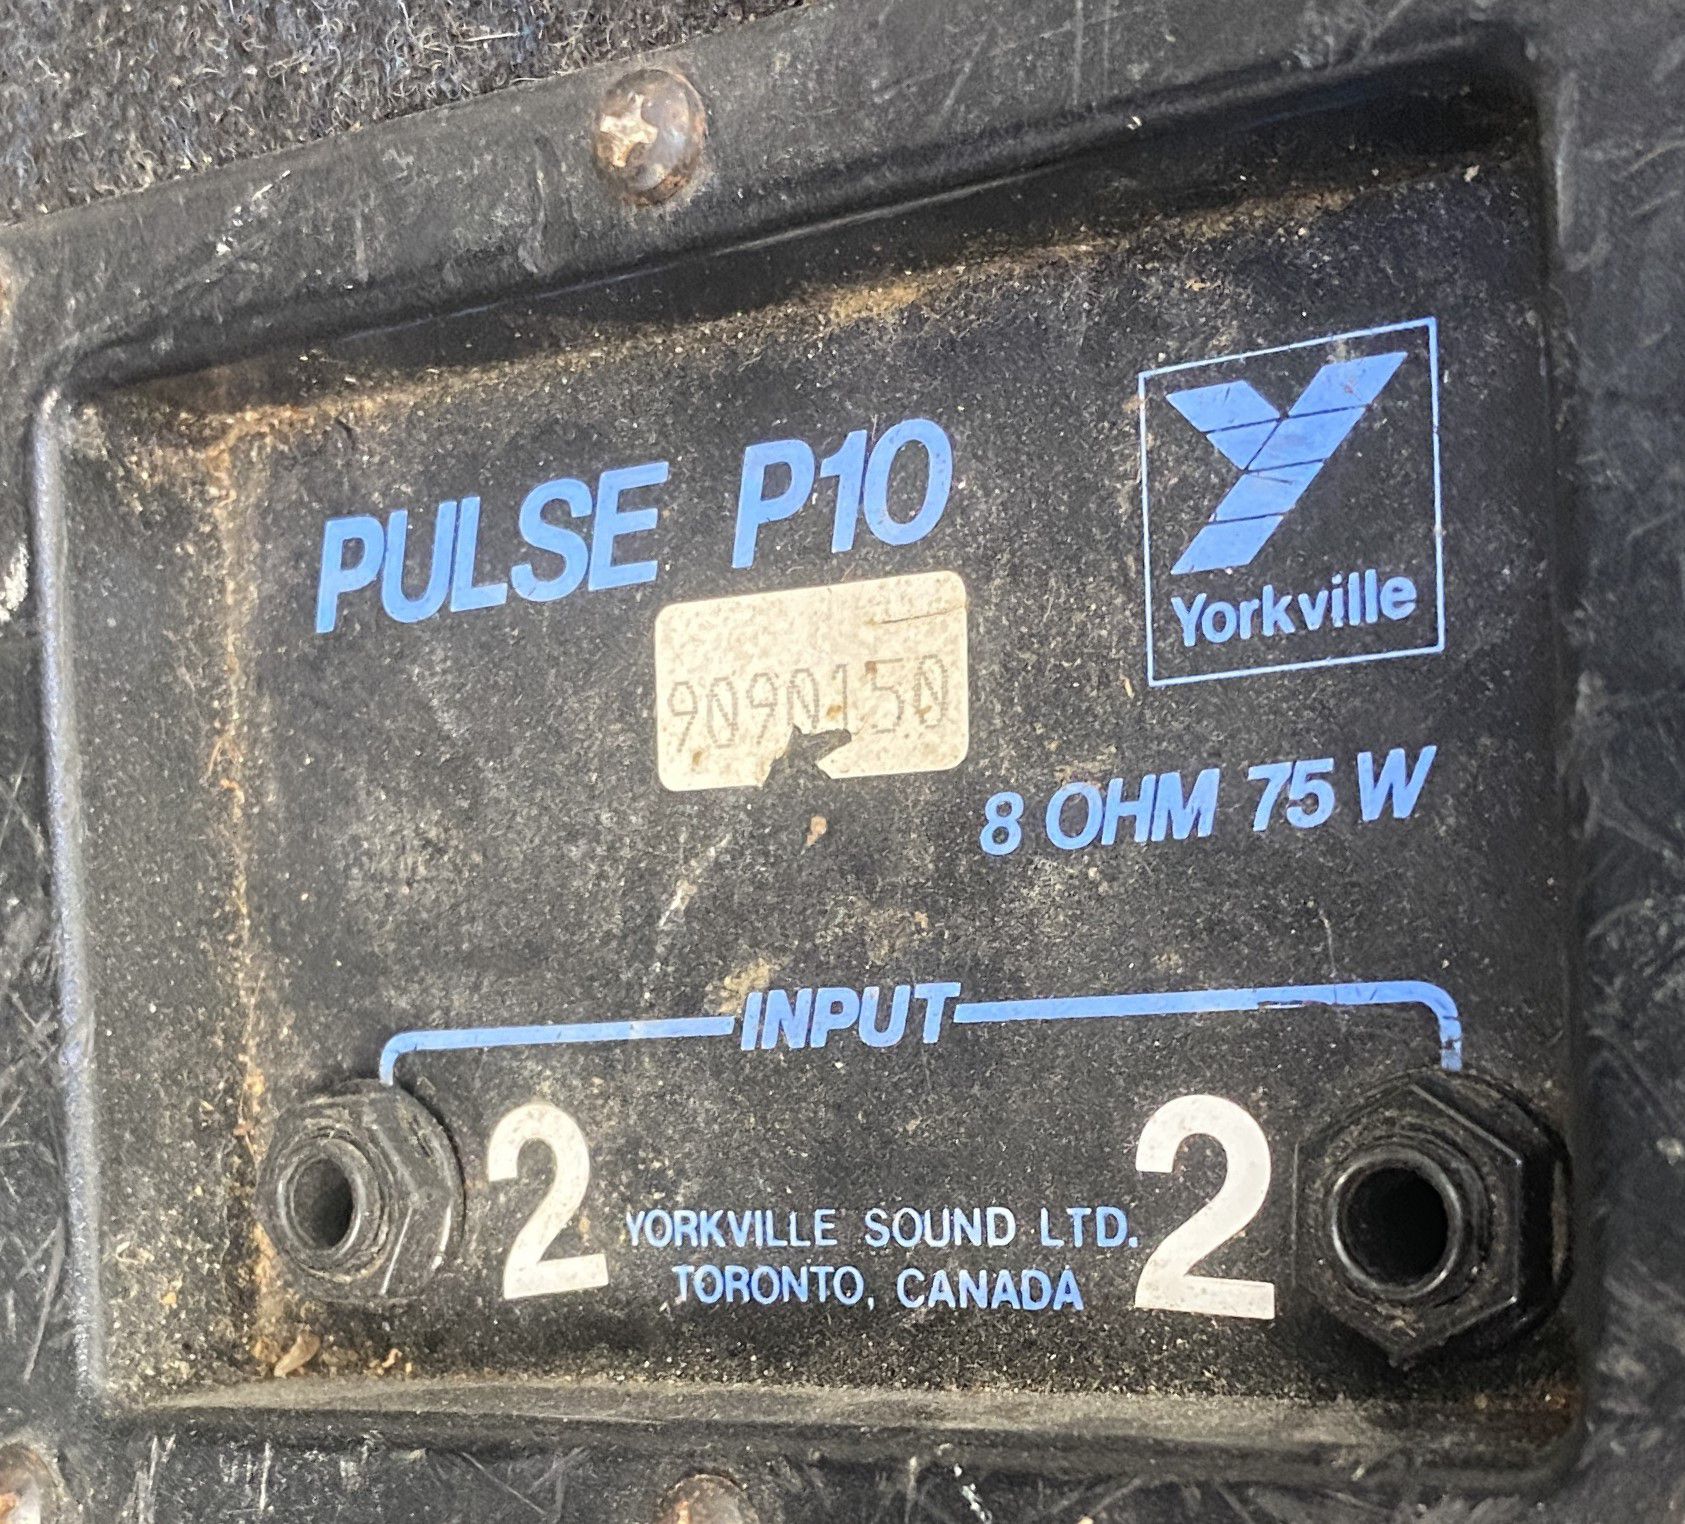 PULSE P10
Yorkville
9090150
8 OHM 75 W
INPUT
2
2
YORKVILLE SOUND LTD.
TORONTO, CANADA